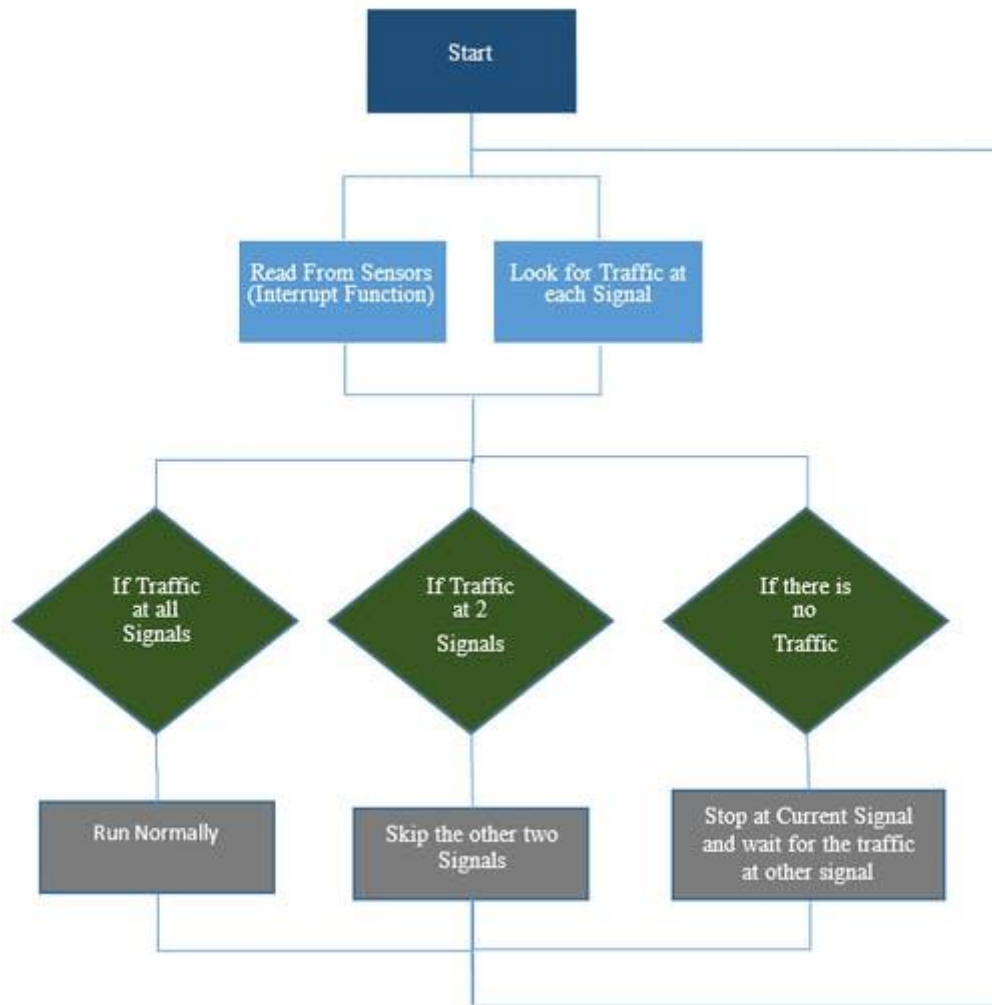 Start
Read From Sensors
(Interrupt Function)
Look for Traffic at
each Signal
If Traffic
at all
Signals
If Traffic
at 2
Signals
If there is
no
Traffic
Run Normally
Skip the other two
Signals
Stop at Current Signal
and wait for the traffic
at other signal